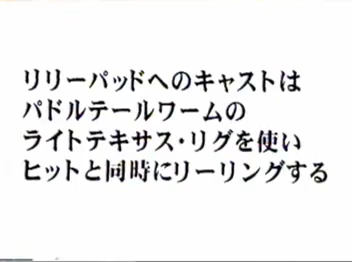 リリーパッドへのキャストは
パドルテールワームの
ライトテキサス・リグを使い
ヒットと同時にリーリングする